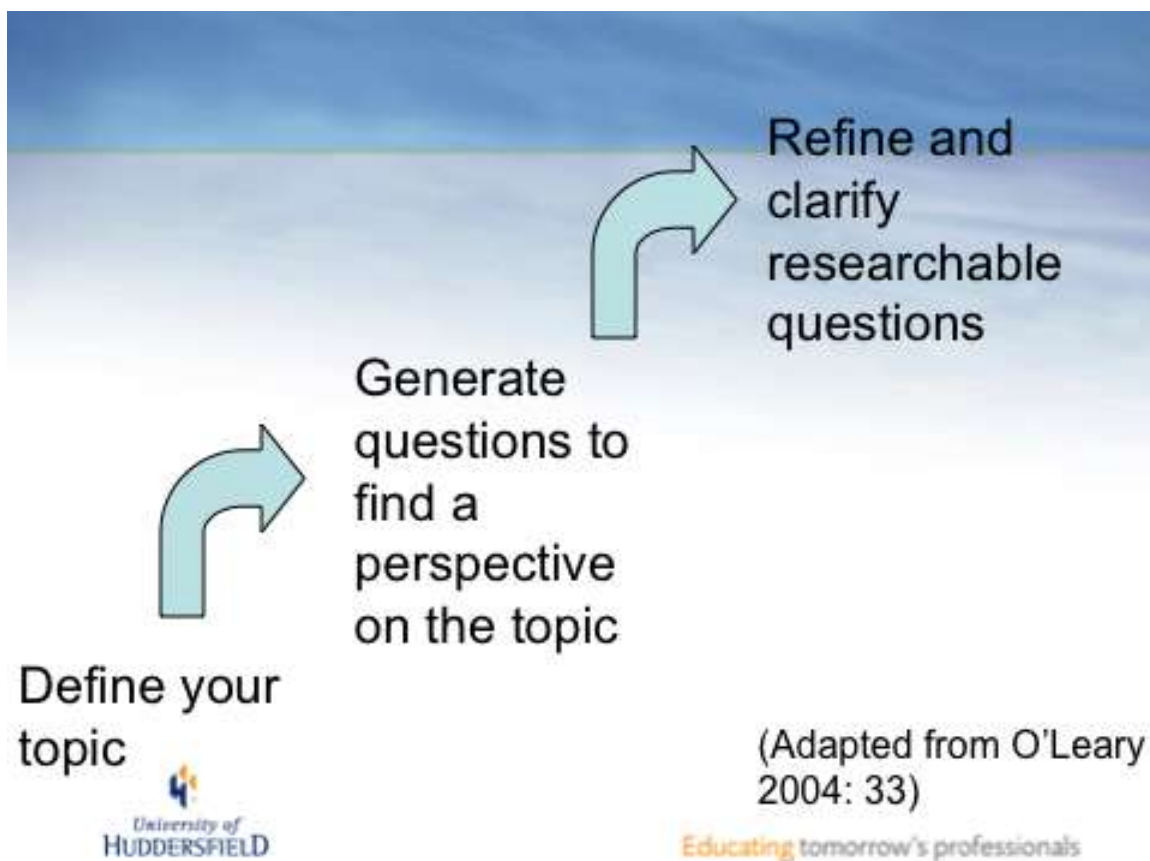 Define your
topic
Generate
questions to
find a
perspective
on the topic
Refine and
clarify
researchable
questions
(Adapted from O'Leary
2004: 33)
University of
HUDDERSFIELD
Educating tomorrow's professionals